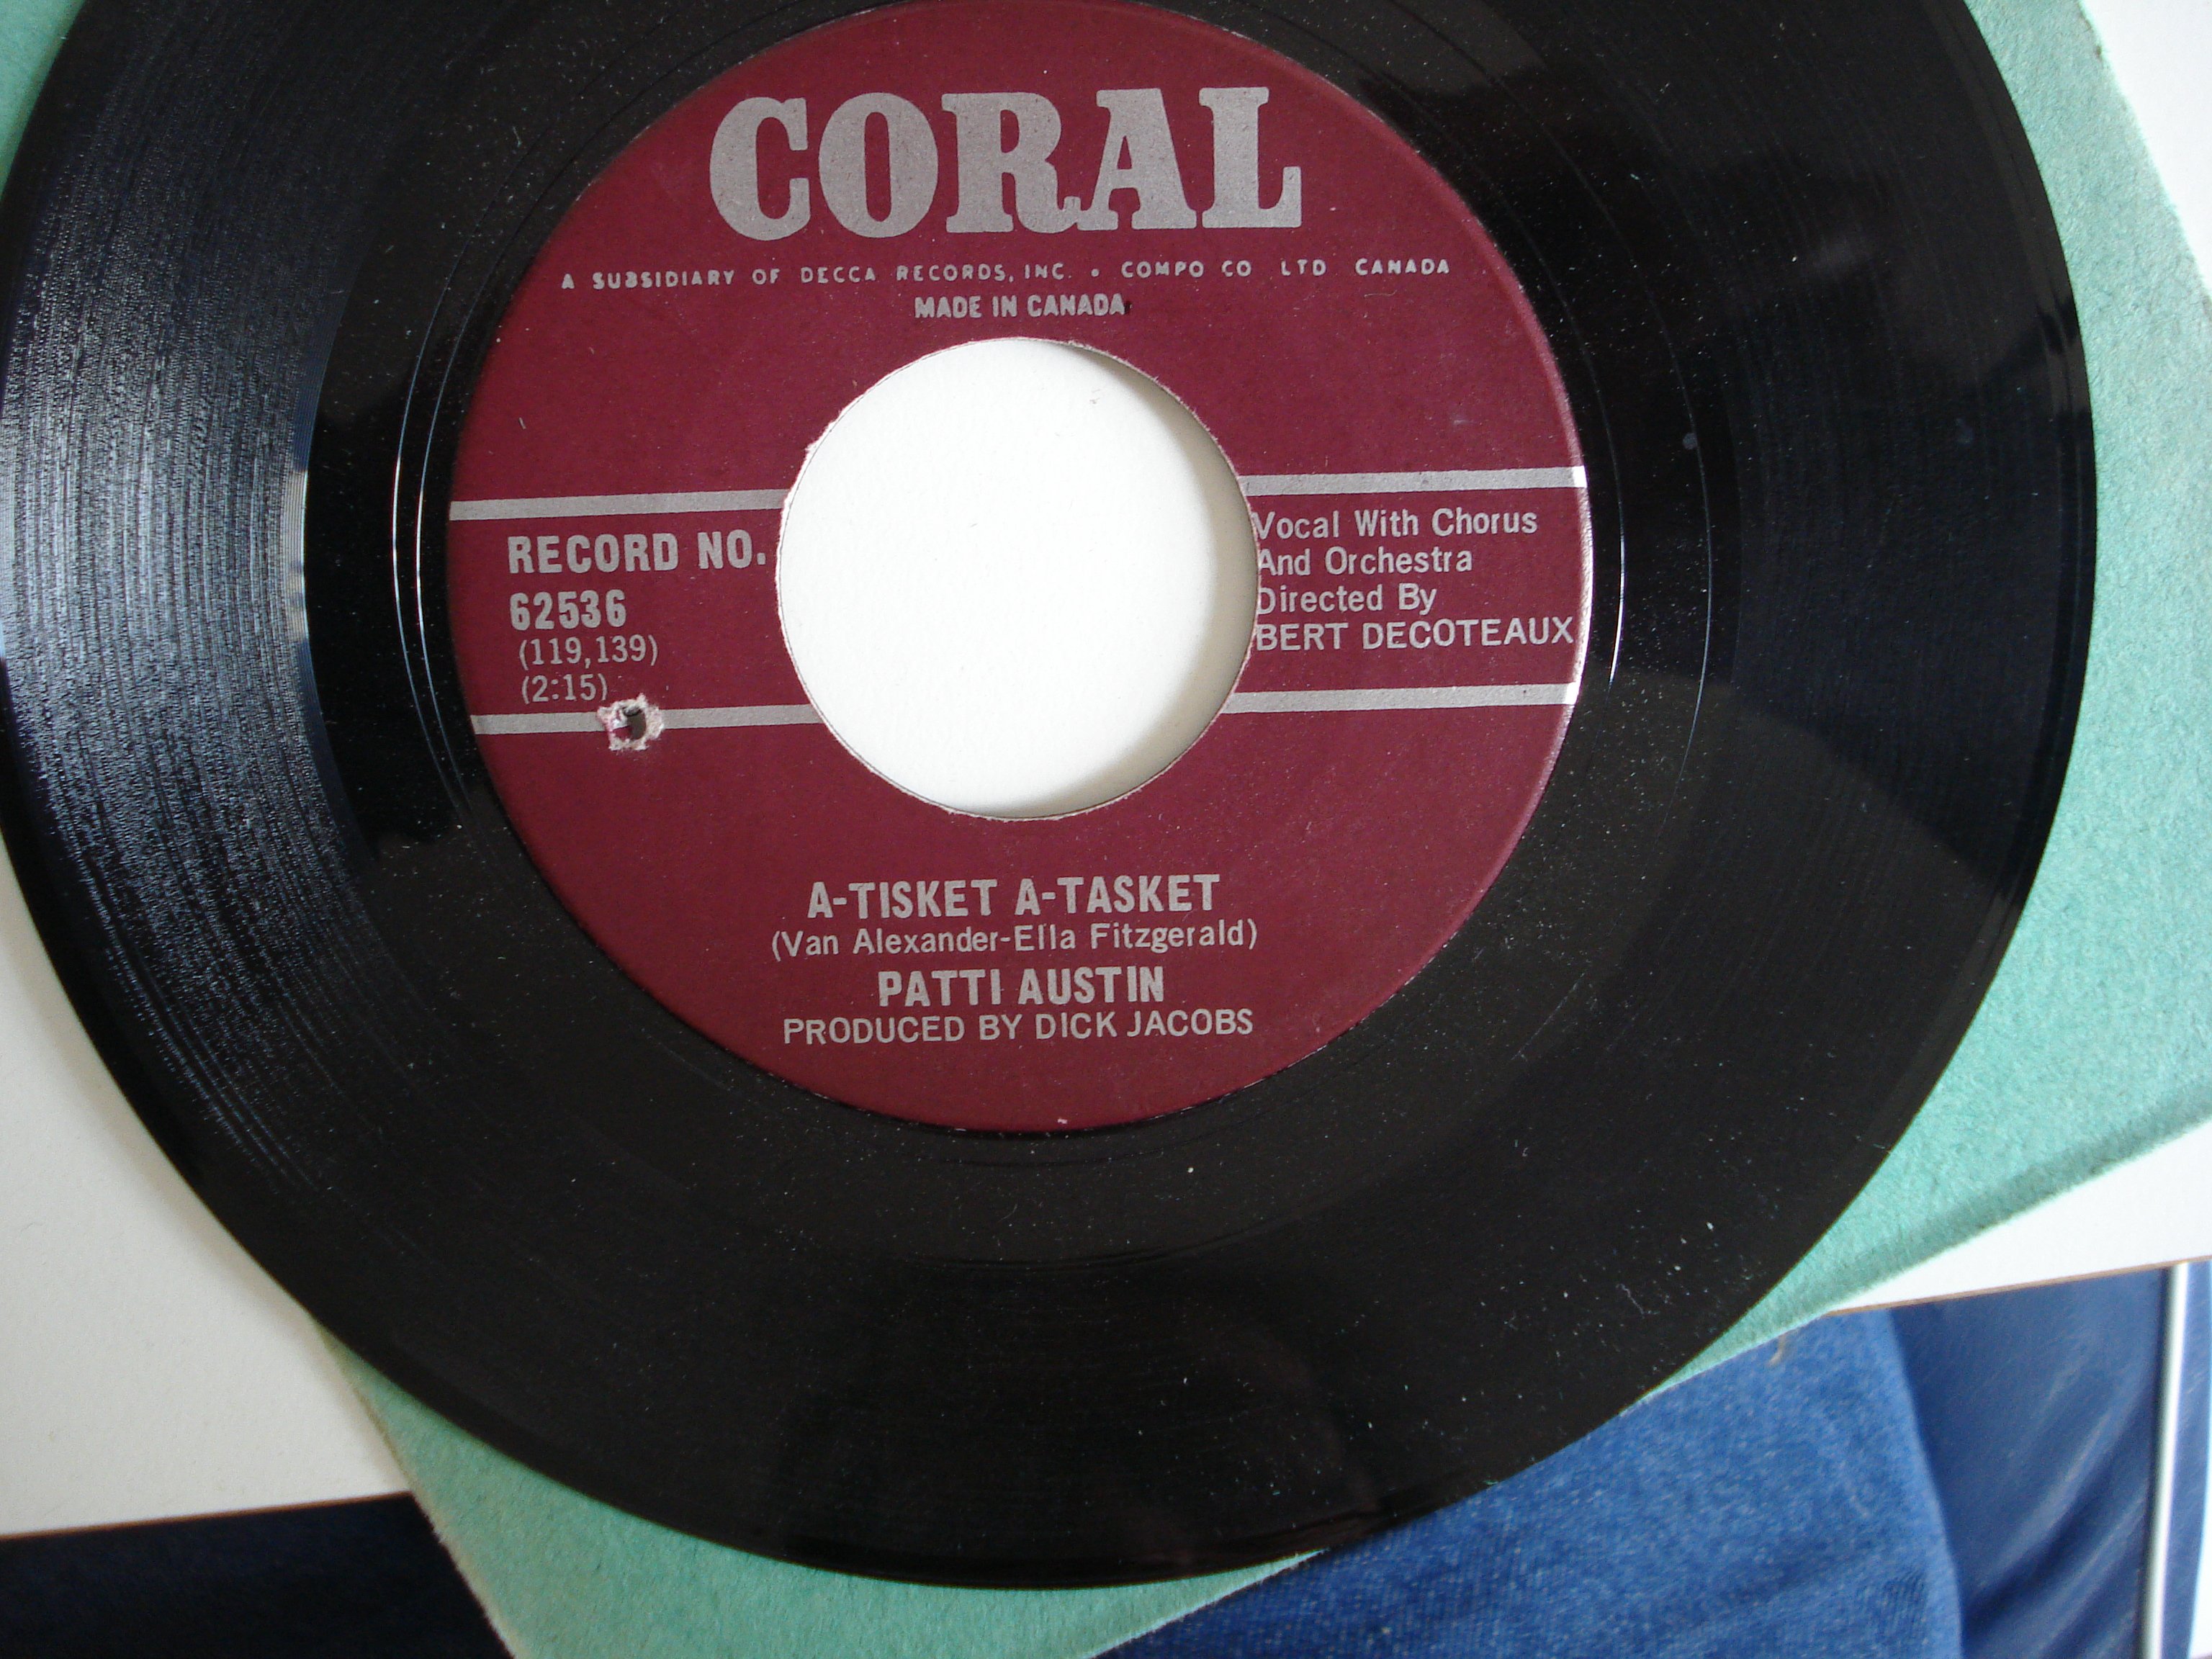 CORAL
A SUBSIDIARY OF DECCA RECORDS, INC. • COMPO CO LTD CANADA
MADE IN CANADA
RECORD NO.
62536
(119,139)
(2:15)
Vocal With Chorus
And Orchestra
Directed By
BERT DECOTEAUX
A-TISKET A-TASKET
(Van Alexander-Ella Fitzgerald)
PATTI AUSTIN
PRODUCED BY DICK JACOBS